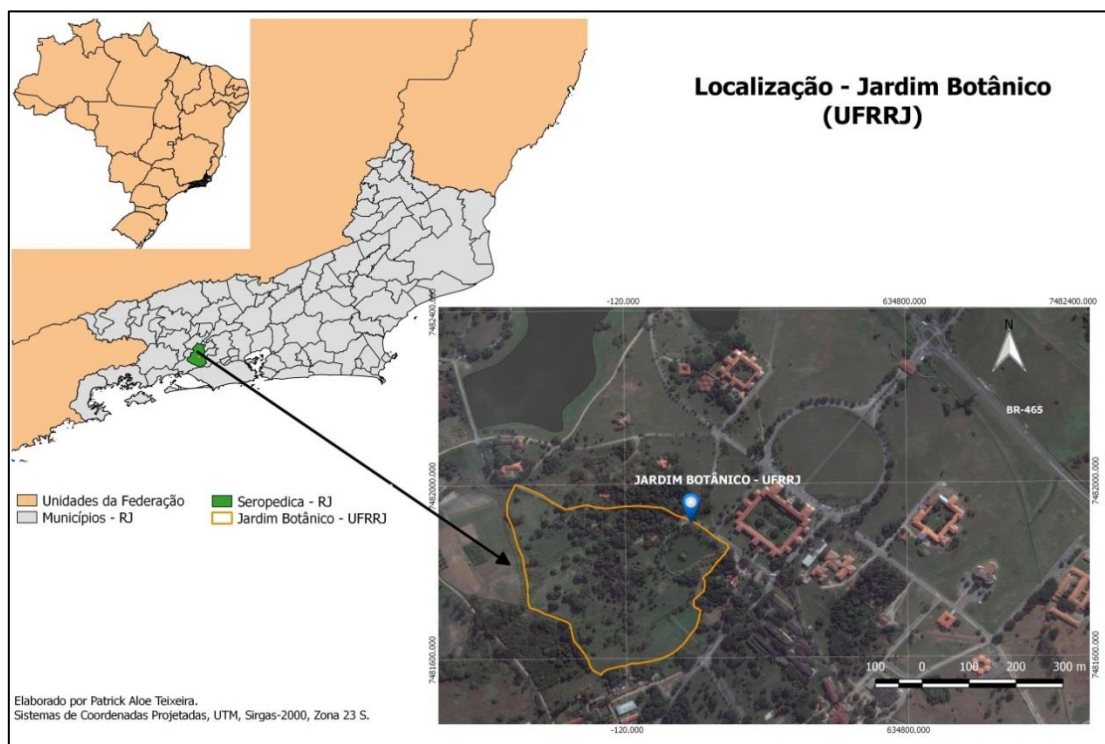 Localização - Jardim Botânico
(UFRRJ)
-120.000
634800.000
7482400.000
7482400.000
N
BR-465
JARDIM BOTÂNICO - UFRRJ
7482000.000
7482000.000
Unidades da Federação
Municípios - RJ
Seropedica - RJ
Jardim Botânico - UFRRJ
7481600.000
7481600.000
100 0 100 200 300 m
-120.000
634800.000
Elaborado por Patrick Aloe Teixeira.
Sistemas de Coordenadas Projetadas, UTM, Sirgas-2000, Zona 23 S.